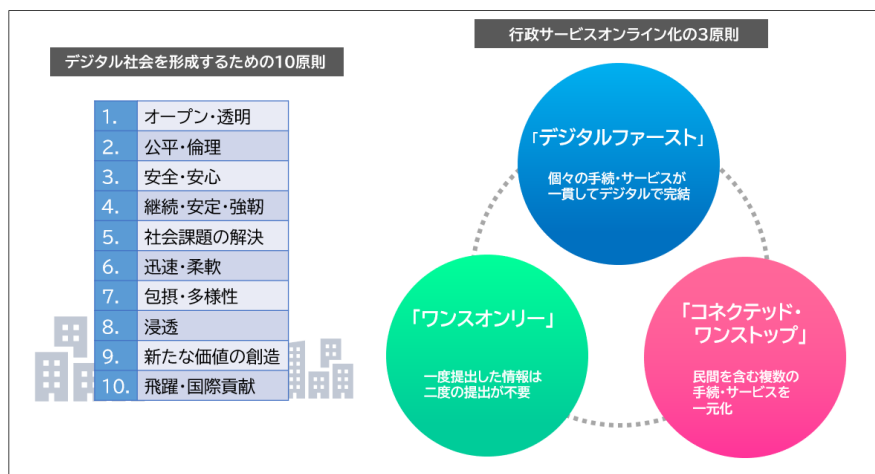 デジタル社会を形成するための10原則
1. オープン・透明
2. 公平・倫理
3. 安全・安心
4. 継続・安定・強靭
5. 社会課題の解決
6. 迅速・柔軟
7. 包摂・多様性
8. 浸透
9. 新たな価値の創造
10. 飛躍・国際貢献
行政サービスオンライン化の3原則
「デジタルファースト」
個々の手続・サービスが
一貫してデジタルで完結
「ワンスオンリー」
一度提出した情報は
二度の提出が不要
「コネクテッド・
ワンストップ」
民間を含む複数の
手続・サービスを
一元化